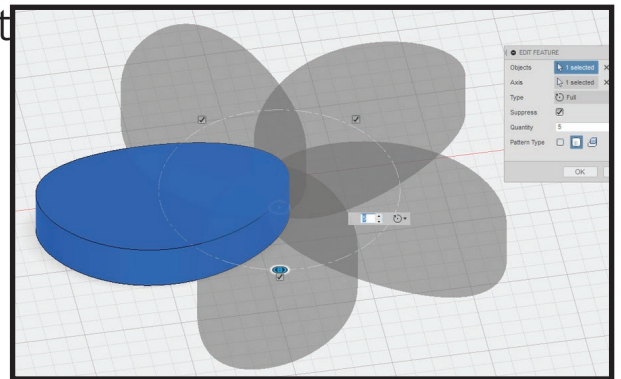 t
EDIT FEATURE
Objects 1 selected ×
Axis 1 selected ×
Type Full
Suppress
Quantity 5
Pattern Type
OK